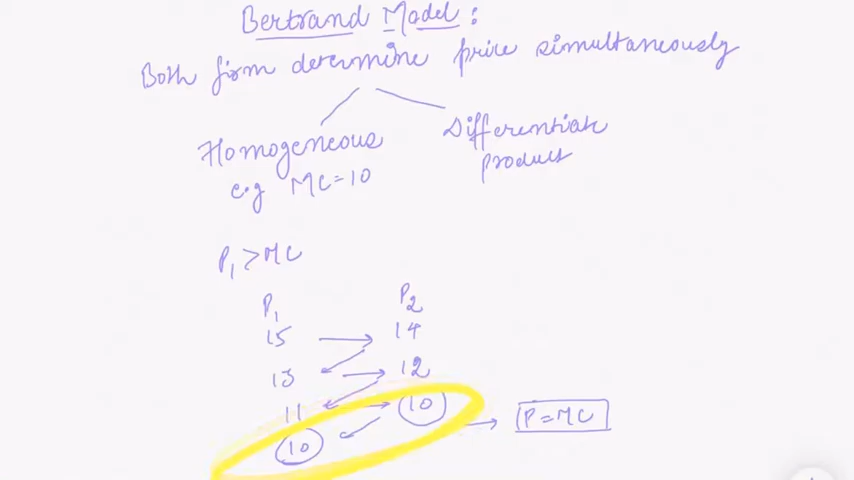 Bertrand Model :
Both firm determine price simultaneously
Homogeneous
e.g MC=10
Differentiate
product
P₁ > MC
P₁ P₂
15 14
13 12
11 10
10
P=MC